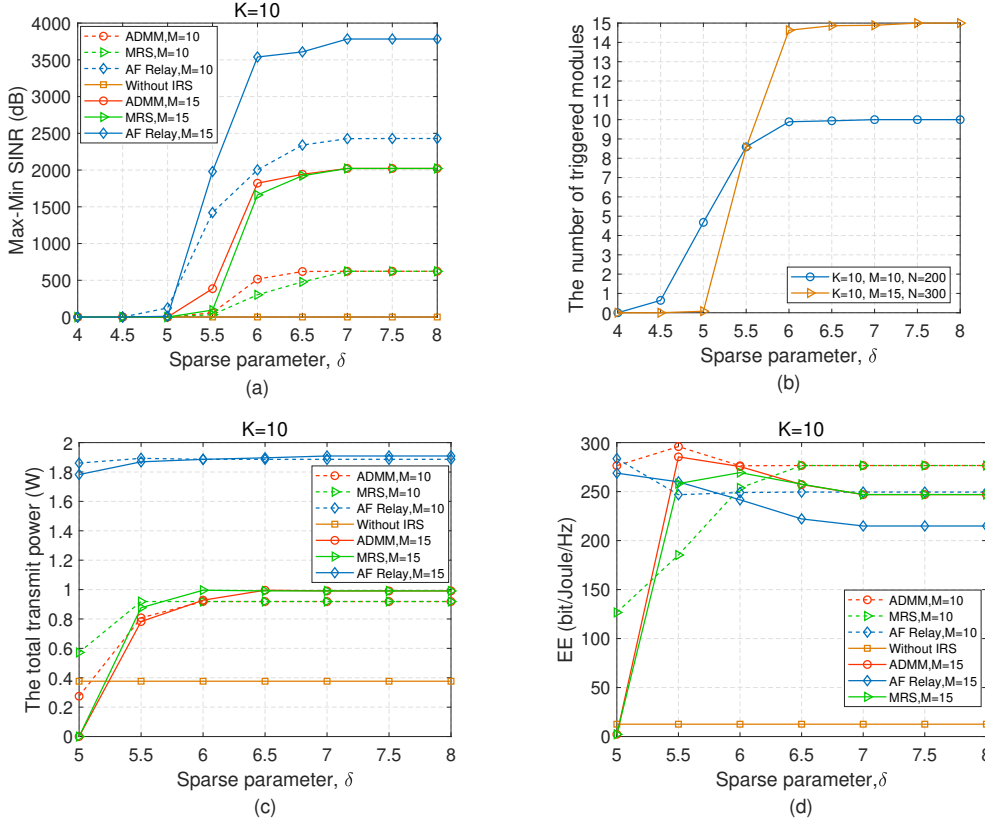 K=10
Max-Min SINR (dB)
4000
3500
3000
2500
2000
1500
1000
500
0
ADMM,M=10
MRS,M=10
AF Relay,M=10
Without IRS
ADMM,M=15
MRS,M=15
AF Relay,M=15
4 4.5 5 5.5 6 6.5 7 7.5 8
Sparse parameter, δ
(a)
The number of triggered modules
15
14
13
12
11
10
9
8
7
6
5
4
3
2
1
0
K=10, M=10, N=200
K=10, M=15, N=300
4 4.5 5 5.5 6 6.5 7 7.5 8
Sparse parameter, δ
(b)
K=10
The total transmit power (W)
2
1.8
1.6
1.4
1.2
1
0.8
0.6
0.4
0.2
0
ADMM,M=10
MRS,M=10
AF Relay,M=10
Without IRS
ADMM,M=15
MRS,M=15
AF Relay,M=15
5 5.5 6 6.5 7 7.5 8
Sparse parameter, δ
(c)
K=10
EE (bit/Joule/Hz)
300
250
200
150
100
50
0
ADMM,M=10
MRS,M=10
AF Relay,M=10
Without IRS
ADMM,M=15
AF Relay,M=15
MRS,M=15
5 5.5 6 6.5 7 7.5 8
Sparse parameter,δ
(d)